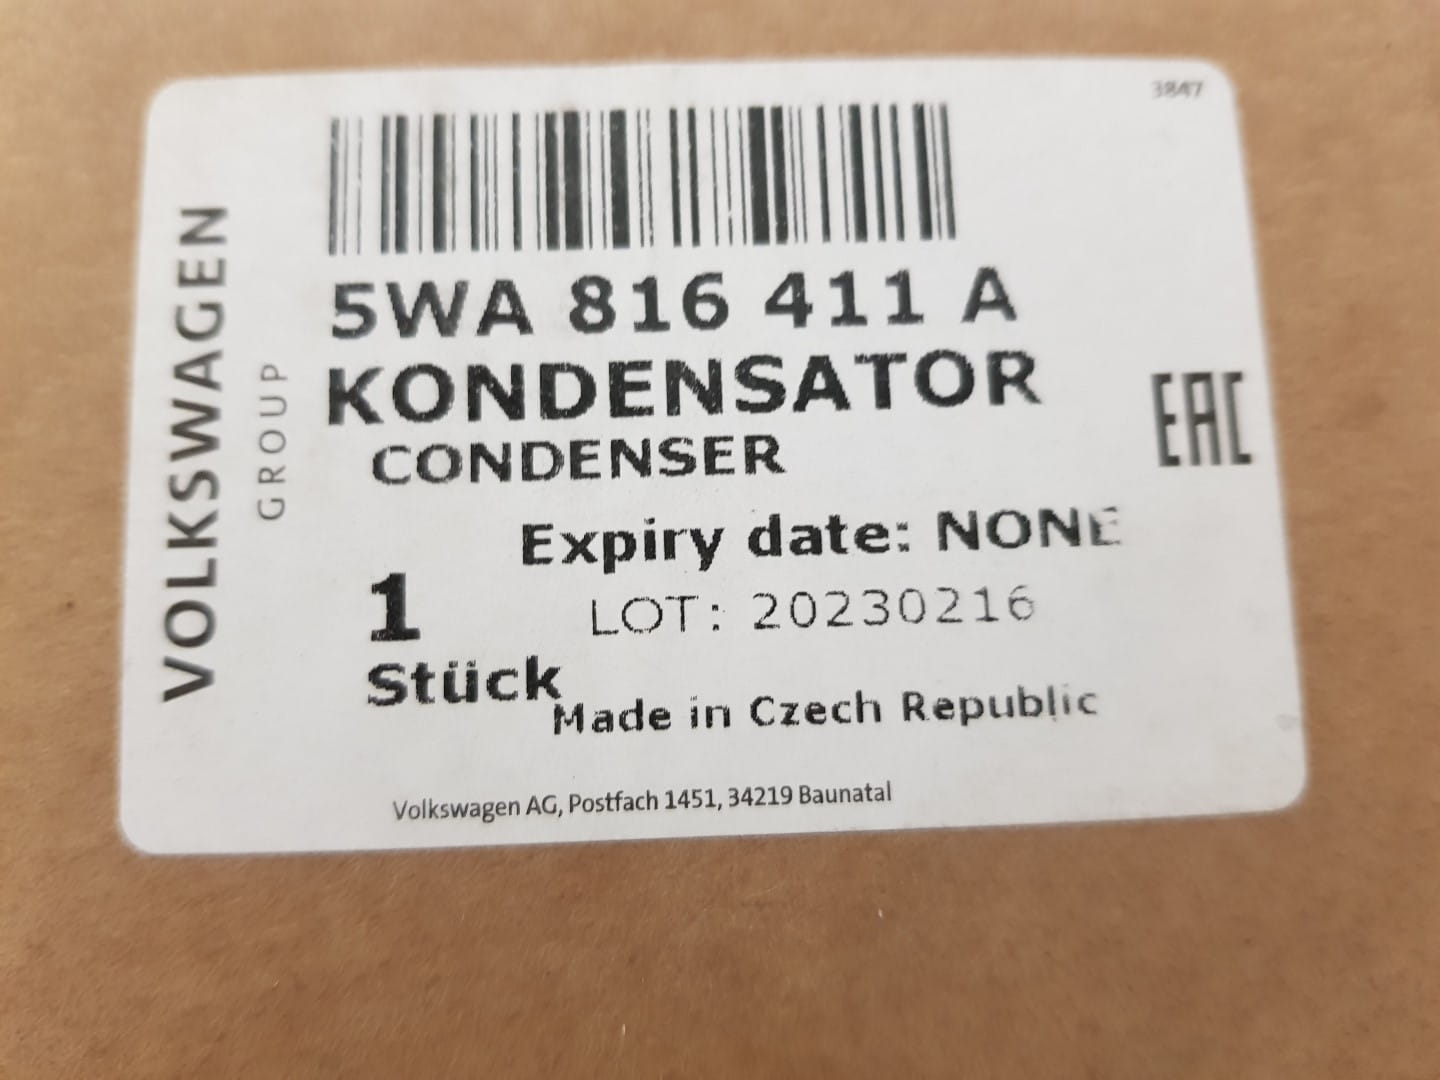 3847
VOLKSWAGEN
GROUP
5WA 816 411 A
KONDENSATOR
CONDENSER
EAC
Expiry date: NONE
1
LOT: 20230216
Stück
Made in Czech Republic
Volkswagen AG, Postfach 1451, 34219 Baunatal